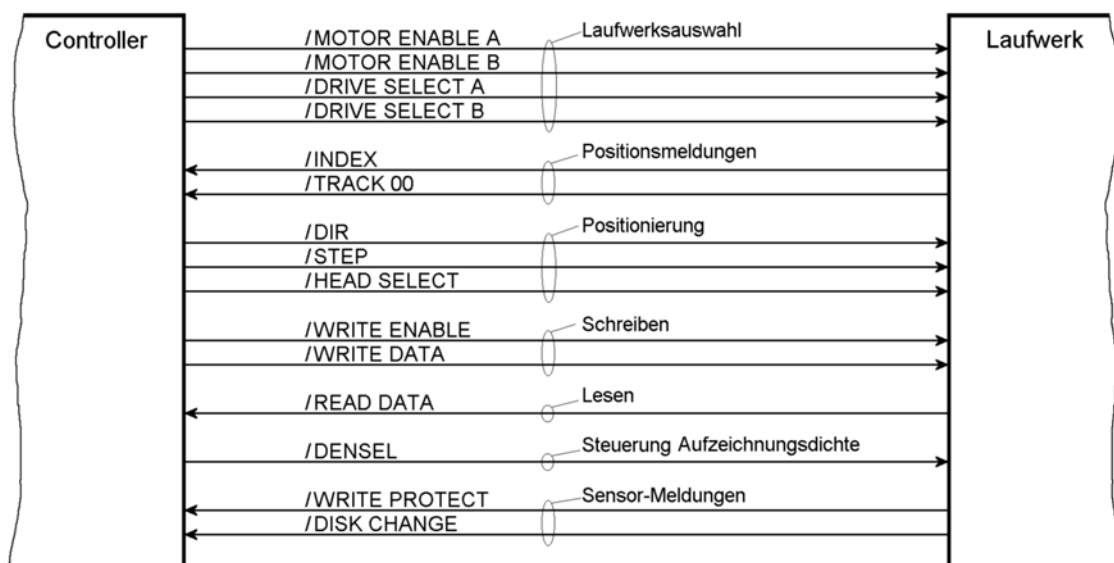 Controller
Laufwerk
/MOTOR ENABLE A
Laufwerksauswahl
/MOTOR ENABLE B
/DRIVE SELECT A
/DRIVE SELECT B
/INDEX
Positionsmeldungen
/TRACK 00
/DIR
Positionierung
/STEP
/HEAD SELECT
/WRITE ENABLE
Schreiben
/WRITE DATA
/READ DATA
Lesen
/DENSEL
Steuerung Aufzeichnungsdichte
/WRITE PROTECT
Sensor-Meldungen
/DISK CHANGE